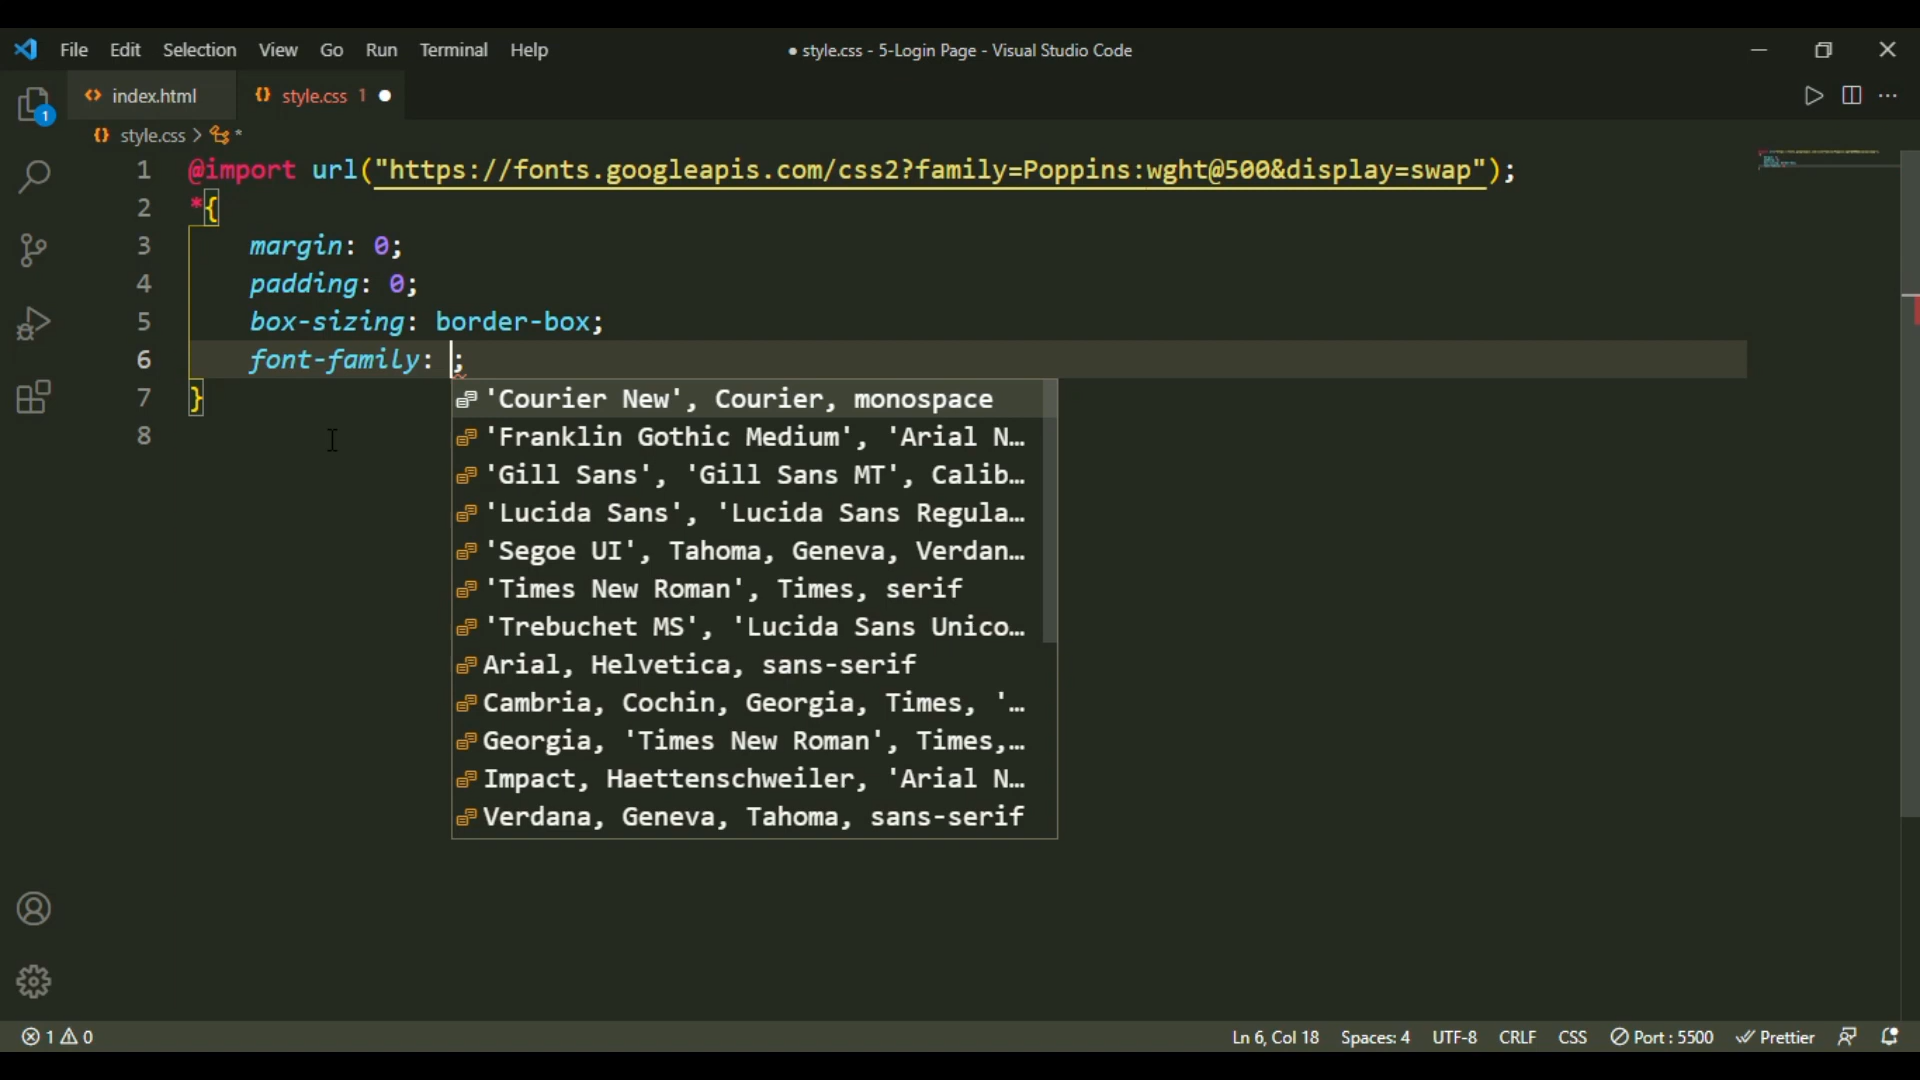 File Edit Selection View Go Run Terminal Help ● style.css - 5-Login Page - Visual Studio Code
index.html style.css 1 ●
1
style.css > *
1 @import url("https://fonts.googleapis.com/css2?family=Poppins:wght@500&display=swap");
2 *{
3 margin: 0;
4 padding: 0;
5 box-sizing: border-box;
6 font-family: ;
7 }
8
'Courier New', Courier, monospace
'Franklin Gothic Medium', 'Arial N…
'Gill Sans', 'Gill Sans MT', Calib…
'Lucida Sans', 'Lucida Sans Regula…
'Segoe UI', Tahoma, Geneva, Verdan…
'Times New Roman', Times, serif
'Trebuchet MS', 'Lucida Sans Unico…
Arial, Helvetica, sans-serif
Cambria, Cochin, Georgia, Times, '…
Georgia, 'Times New Roman', Times,…
Impact, Haettenschweiler, 'Arial N…
Verdana, Geneva, Tahoma, sans-serif
1 0 Ln 6, Col 18 Spaces: 4 UTF-8 CRLF CSS Port : 5500 Prettier